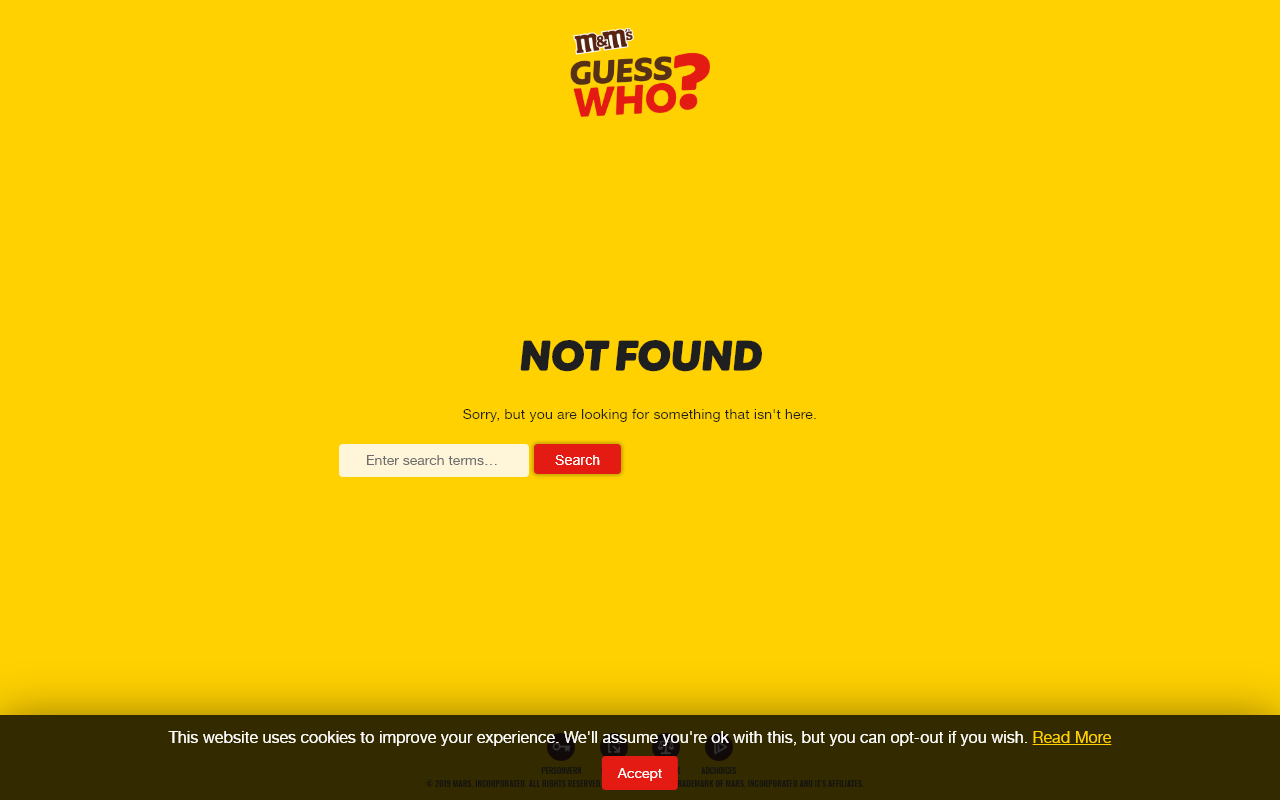 m&m's
GUESS
WHO?
NOT FOUND
Sorry, but you are looking for something that isn't here.
Enter search terms…
Search
This website uses cookies to improve your experience. We'll assume you're ok with this, but you can opt-out if you wish. Read More
PERSONVERN
ADCHOICES
Accept
© 2019 MARS, INCORPORATED. ALL RIGHTS RESERVED
TRADEMARK OF MARS, INCORPORATED AND IT'S AFFILIATES.